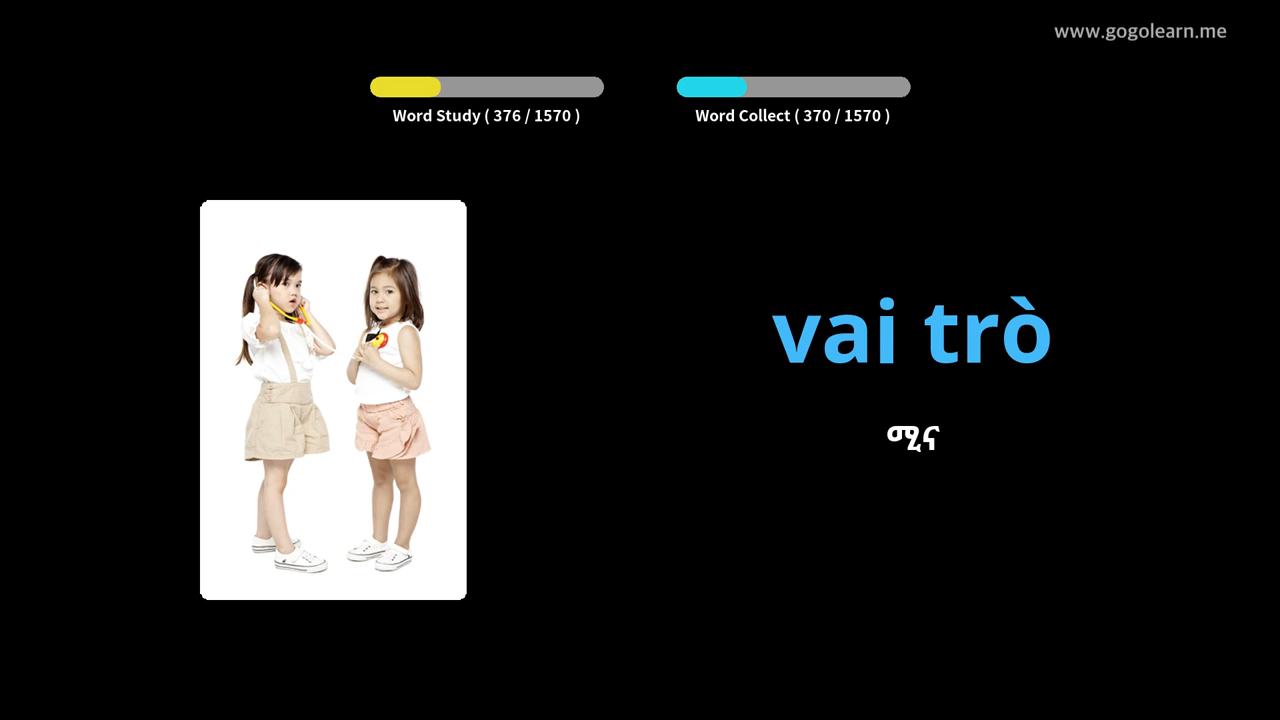 www.gogolearn.me
Word Study ( 376 / 1570 )
Word Collect ( 370 / 1570 )
vai trò
ሚና